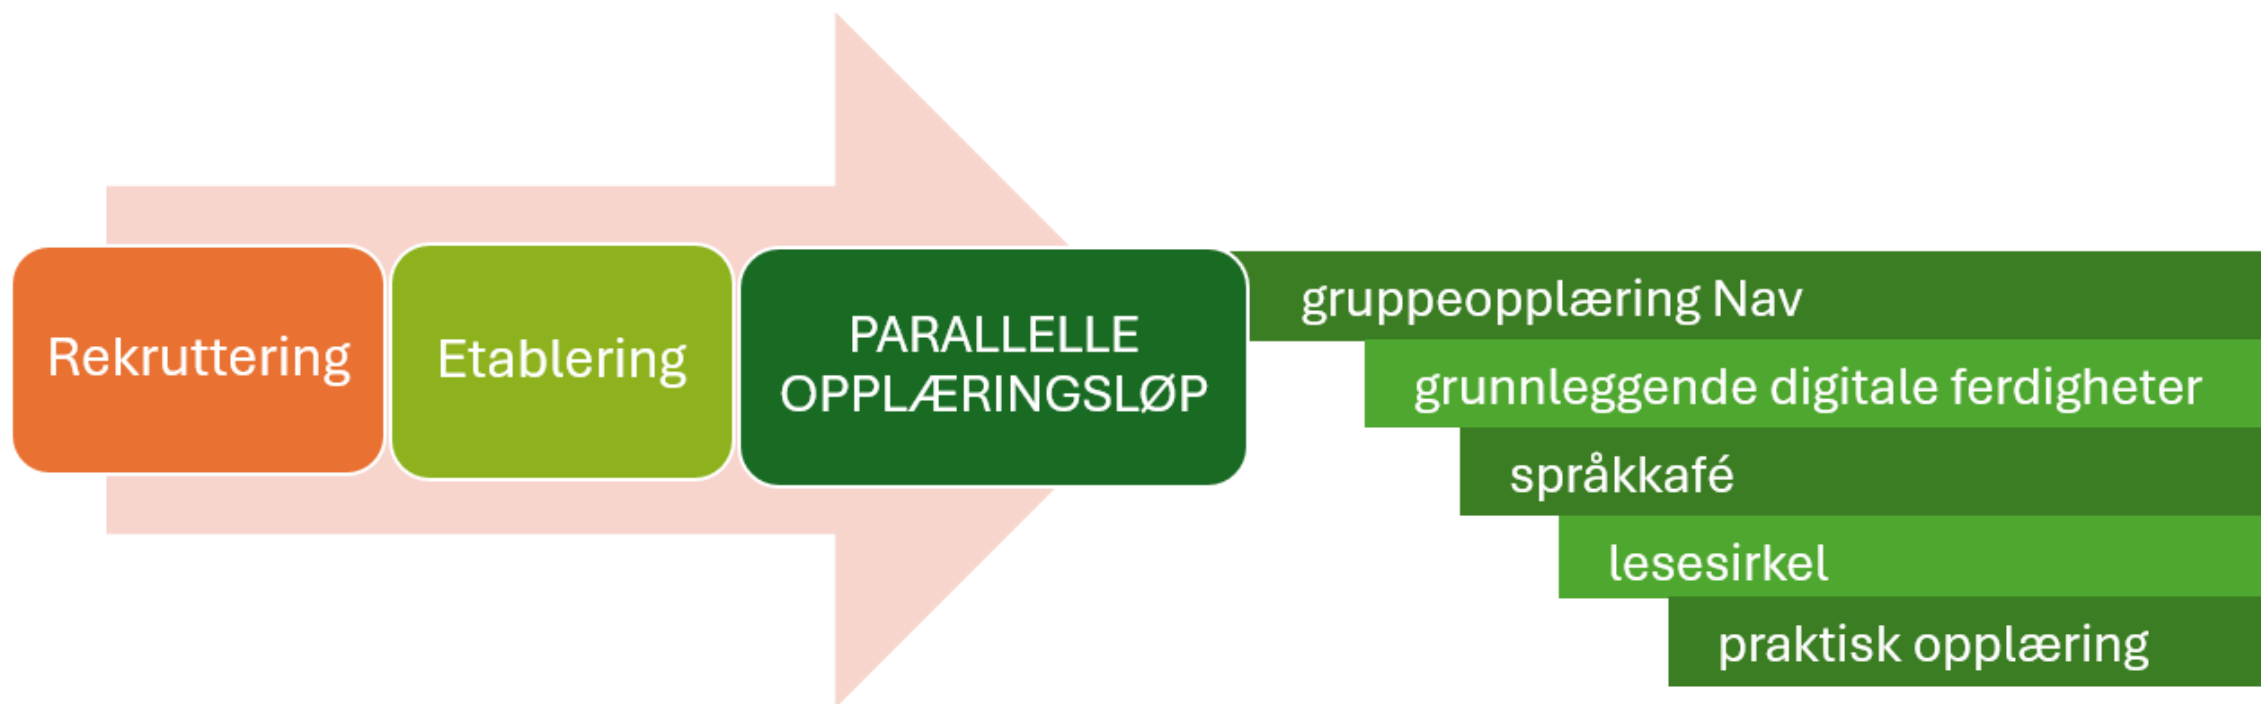 Rekruttering
Etablering
PARALLELLE
OPPLÆRINGSLØP
gruppeopplæring Nav
grunnleggende digitale ferdigheter
språkkafé
lesesirkel
praktisk opplæring